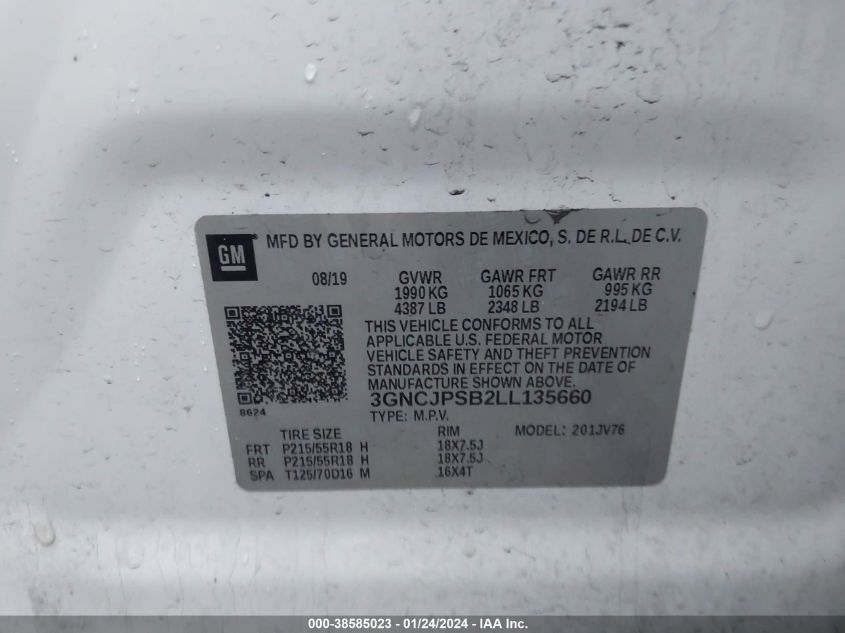 GM ® MFD BY GENERAL MOTORS DE MEXICO, S. DE R.L. DE C.V.
08/19 GVWR GAWR FRT GAWR RR
1990 KG 1065 KG 995 KG
4387 LB 2348 LB 2194 LB
THIS VEHICLE CONFORMS TO ALL
APPLICABLE U.S. FEDERAL MOTOR
VEHICLE SAFETY AND THEFT PREVENTION
STANDARDS IN EFFECT ON THE DATE OF
MANUFACTURE SHOWN ABOVE.
8624 3GNCJPSB2LL135660
TYPE: M.P.V.
TIRE SIZE RIM MODEL: 201JV76
FRT P215/55R18 H 18X7.5J
RR P215/55R18 H 18X7.5J
SPA T125/70D16 M 16X4T
000-38585023 - 01/24/2024 - IAA Inc.